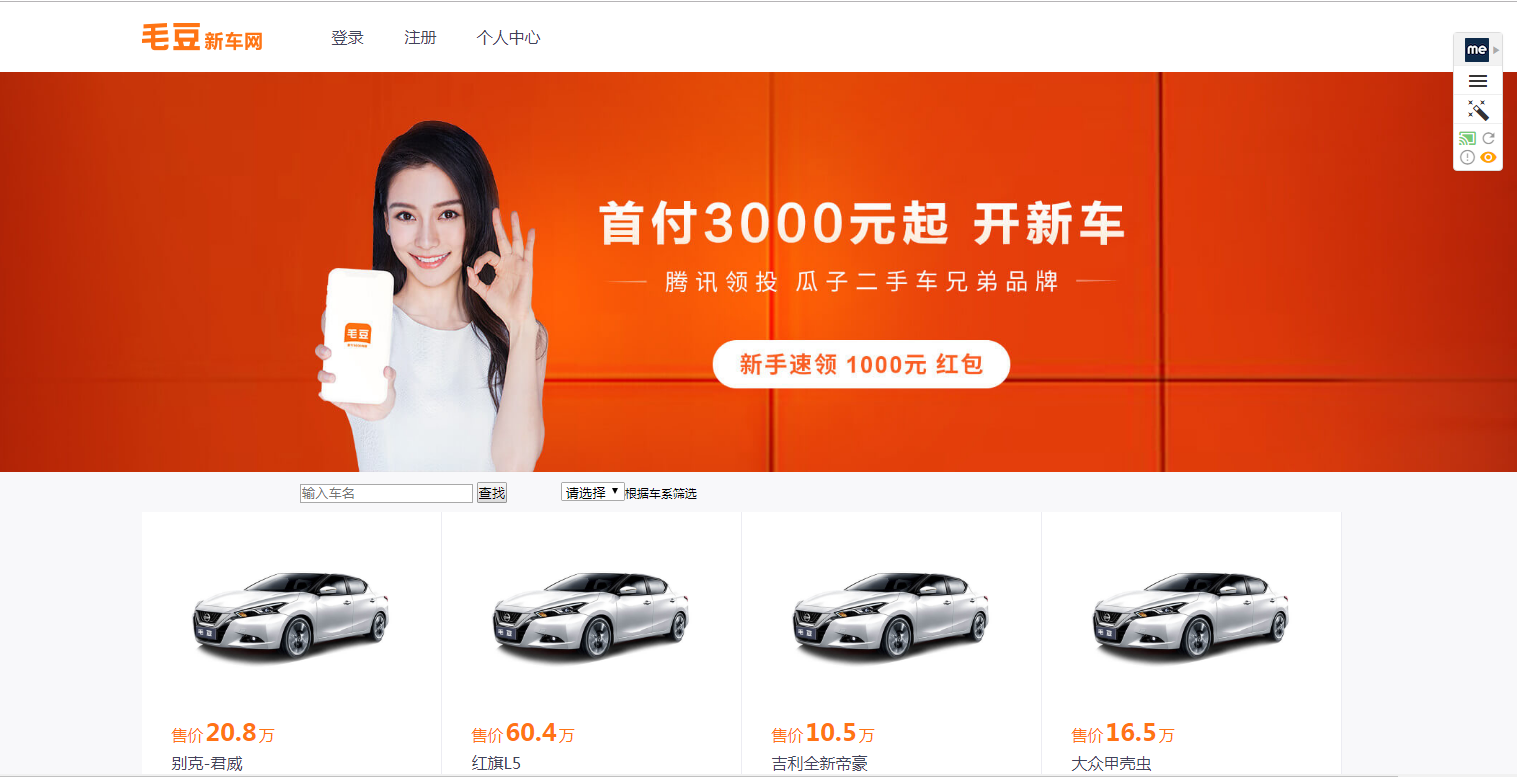 毛豆新车网 登录 注册 个人中心
me
首付3000元起 开新车
腾讯领投 瓜子二手车兄弟品牌
毛豆
新手速领 1000元 红包
输入车名 查找 请选择 根据车系筛选
售价20.8万 售价60.4万 售价10.5万 售价16.5万
别克-君威 红旗L5 吉利全新帝豪 大众甲壳虫